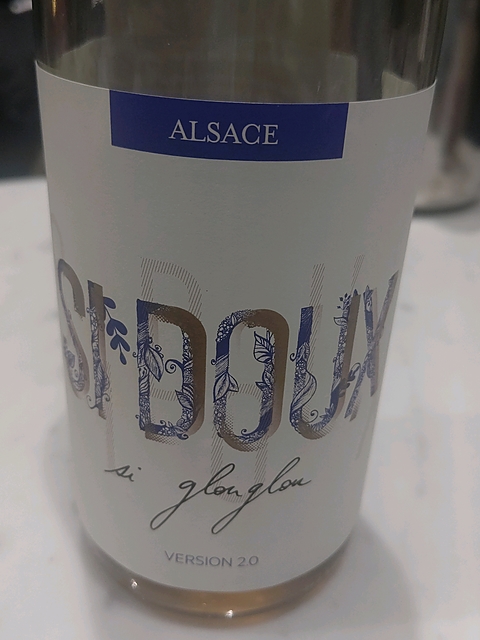 ALSACE
SI DOUX
si glouglou
VERSION 2.0